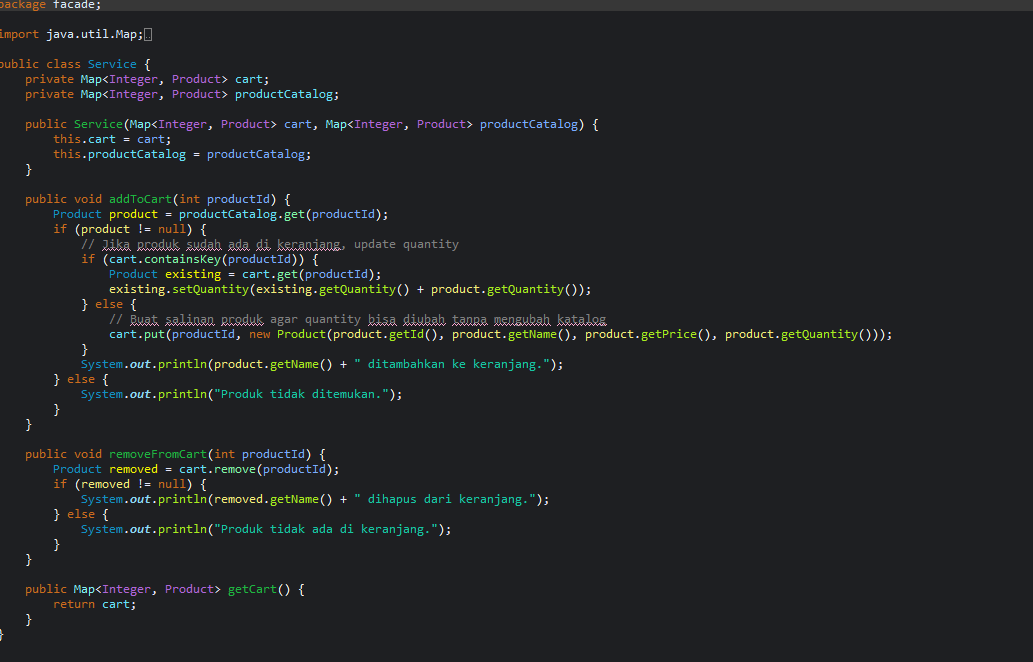 package facade;
import java.util.Map;
public class Service {
private Map<Integer, Product> cart;
private Map<Integer, Product> productCatalog;
public Service(Map<Integer, Product> cart, Map<Integer, Product> productCatalog) {
this.cart = cart;
this.productCatalog = productCatalog;
}
public void addToCart(int productId) {
Product product = productCatalog.get(productId);
if (product != null) {
// Jika produk sudah ada di keranjang, update quantity
if (cart.containsKey(productId)) {
Product existing = cart.get(productId);
existing.setQuantity(existing.getQuantity() + product.getQuantity());
} else {
// Buat salinan produk agar quantity bisa diubah tanpa mengubah katalog
cart.put(productId, new Product(product.getId(), product.getName(), product.getPrice(), product.getQuantity()));
}
System.out.println(product.getName() + " ditambahkan ke keranjang.");
} else {
System.out.println("Produk tidak ditemukan.");
}
}
public void removeFromCart(int productId) {
Product removed = cart.remove(productId);
if (removed != null) {
System.out.println(removed.getName() + " dihapus dari keranjang.");
} else {
System.out.println("Produk tidak ada di keranjang.");
}
}
public Map<Integer, Product> getCart() {
return cart;
}
}